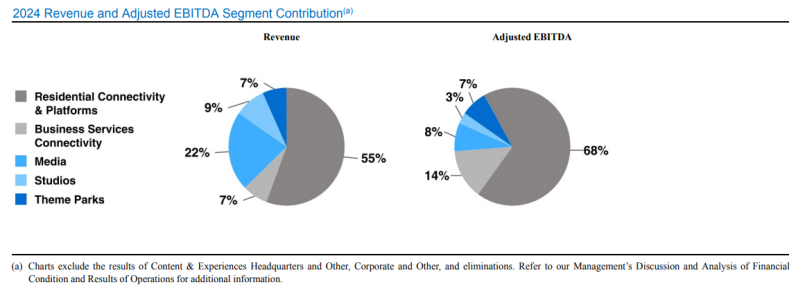 2024 Revenue and Adjusted EBITDA Segment Contribution(a)
Revenue
Adjusted EBITDA
Residential Connectivity
& Platforms
Business Services
Connectivity
Media
Studios
Theme Parks
7%
9%
22%
7%
55%
7%
3%
8%
14%
68%
(a) Charts exclude the results of Content & Experiences Headquarters and Other, Corporate and Other, and eliminations. Refer to our Management’s Discussion and Analysis of Financial
Condition and Results of Operations for additional information.